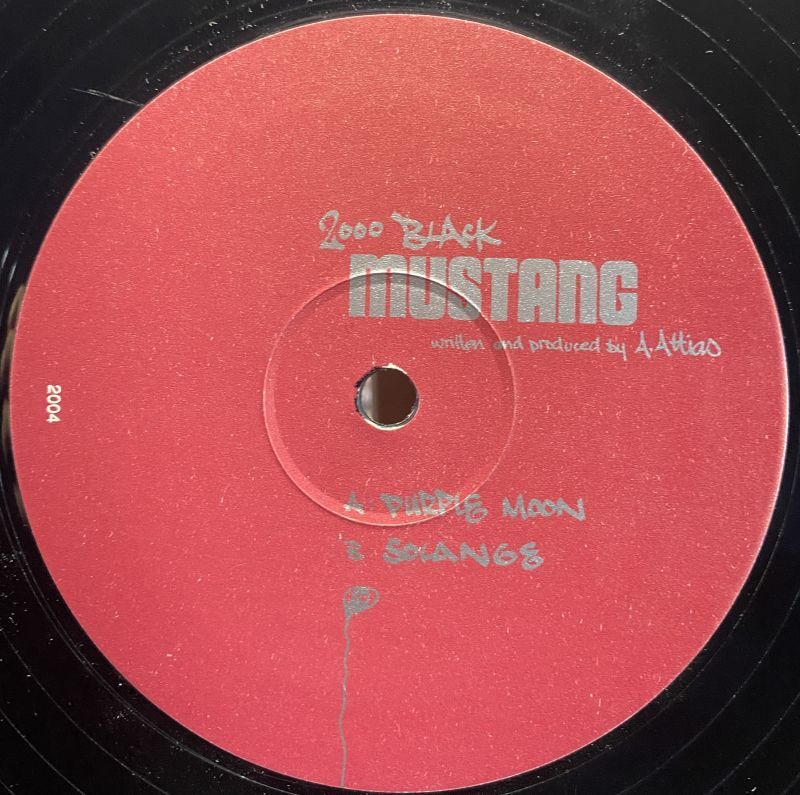 2000 BLACK
MUSTANG
written and produced by A. Attias
2004
A PURPLE MOON
B SOLANGE